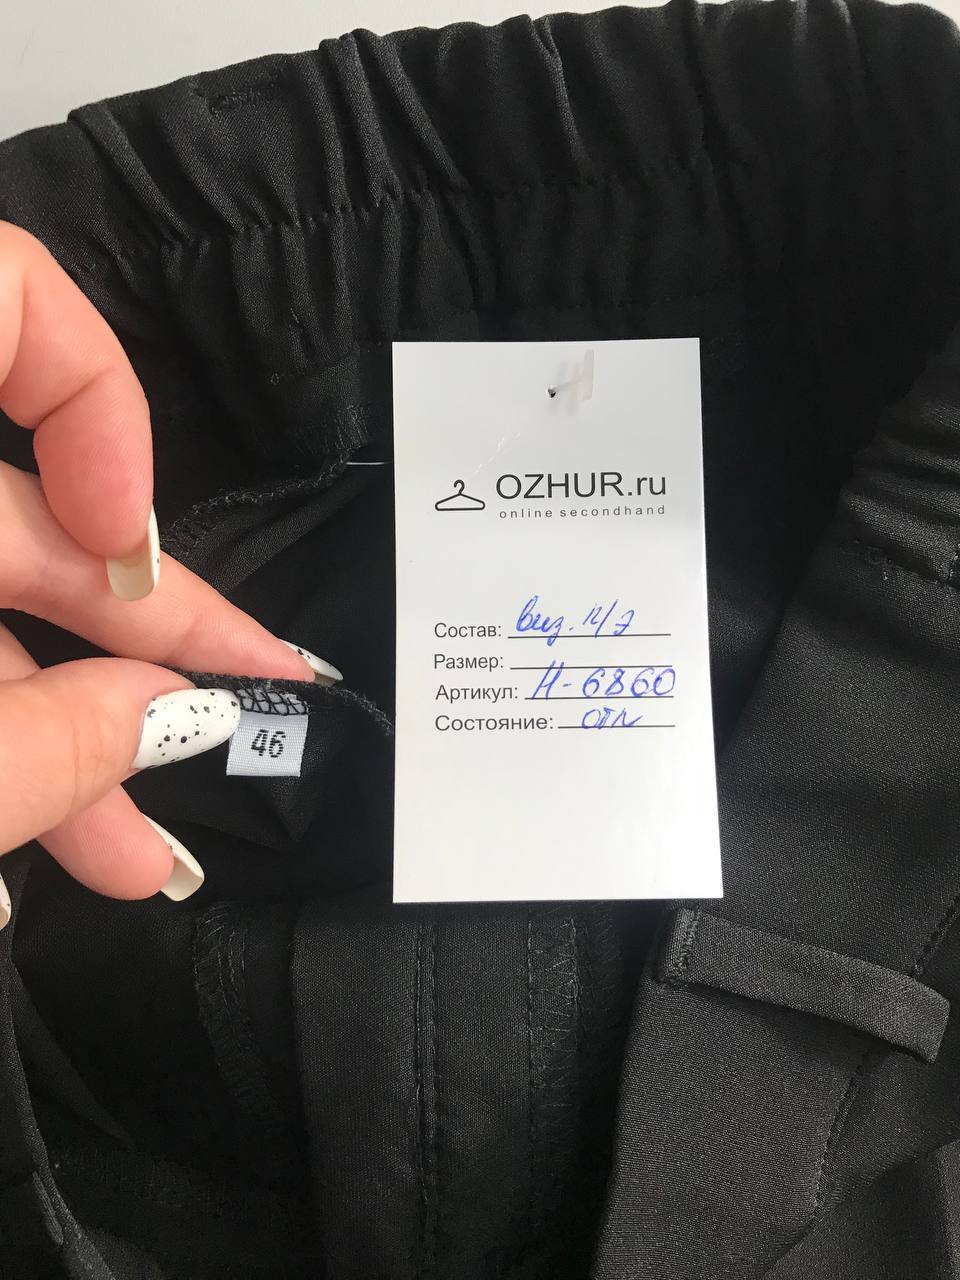 OZHUR.ru
online secondhand
Состав: виз. п/э
Размер:
Артикул: Н-6860
Состояние: отл
46